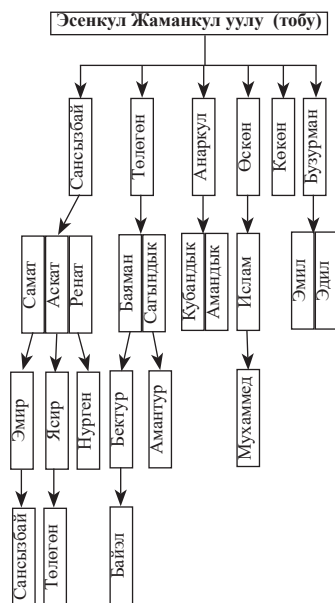 Эсенкул Жаманкул уулу (тобу)
Сансызбай
Төлөгөн
Анаркул
Өскөн
Көкөн
Бузурман
Самат
Аскат
Ренат
Баяман
Сагындык
Кубандык
Амандык
Ислам
Эмил
Эдил
Эмир
Ясир
Нурген
Бектур
Амантур
Мухаммед
Сансызбай
Төлөгөн
Байэл